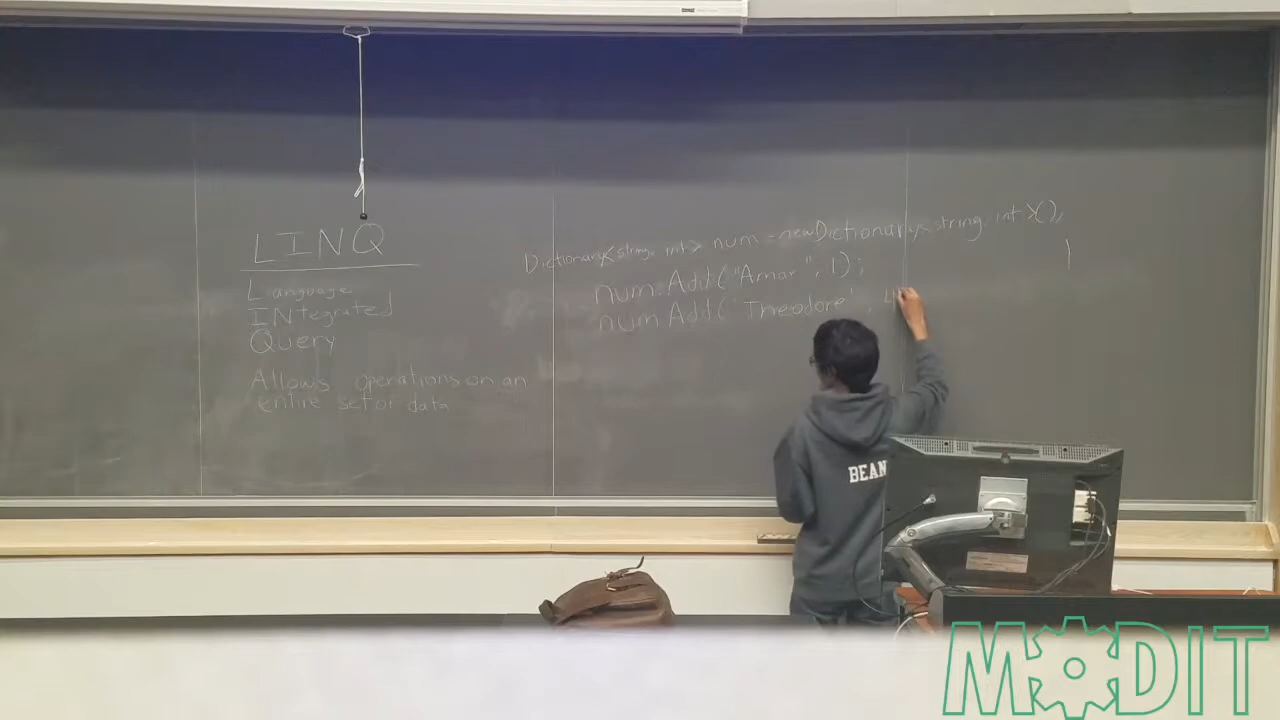 LINQ
Language
INtegrated
Query
Allows operations on an
entire set of data
Dictionary<string, int> num = new Dictionary<string, int>();
num.Add("Amar", 1);
num.Add("Theodore",
BEAN
MODIT